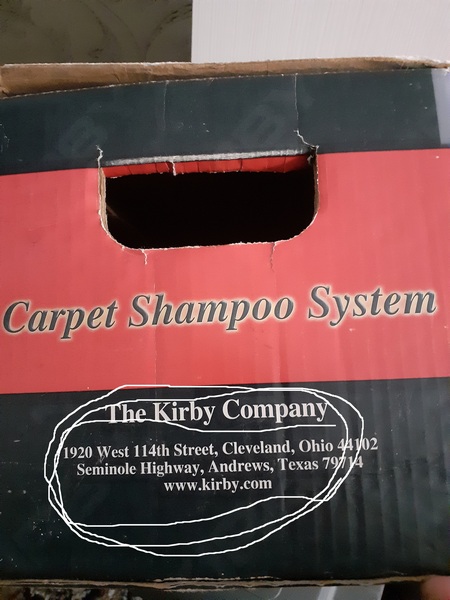 Carpet Shampoo System
The Kirby Company
1920 West 114th Street, Cleveland, Ohio 44102
Seminole Highway, Andrews, Texas 79714
www.kirby.com